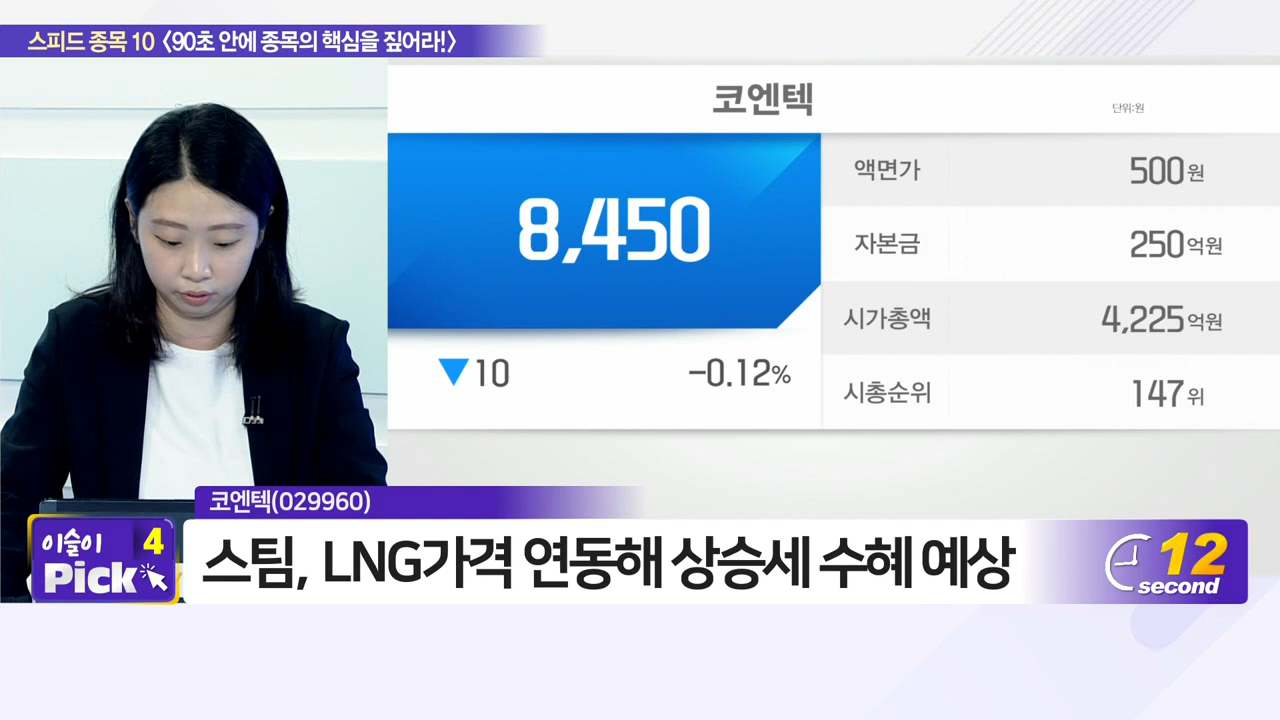 스피드 종목 10 〈90초 안에 종목의 핵심을 짚어라!〉
코엔텍
단위:원
8,450
▼10 -0.12%
액면가 500원
자본금 250억원
시가총액 4,225억원
시총순위 147위
코엔텍(029960)
이슬이 4
Pick
스팀, LNG가격 연동해 상승세 수혜 예상
12
second